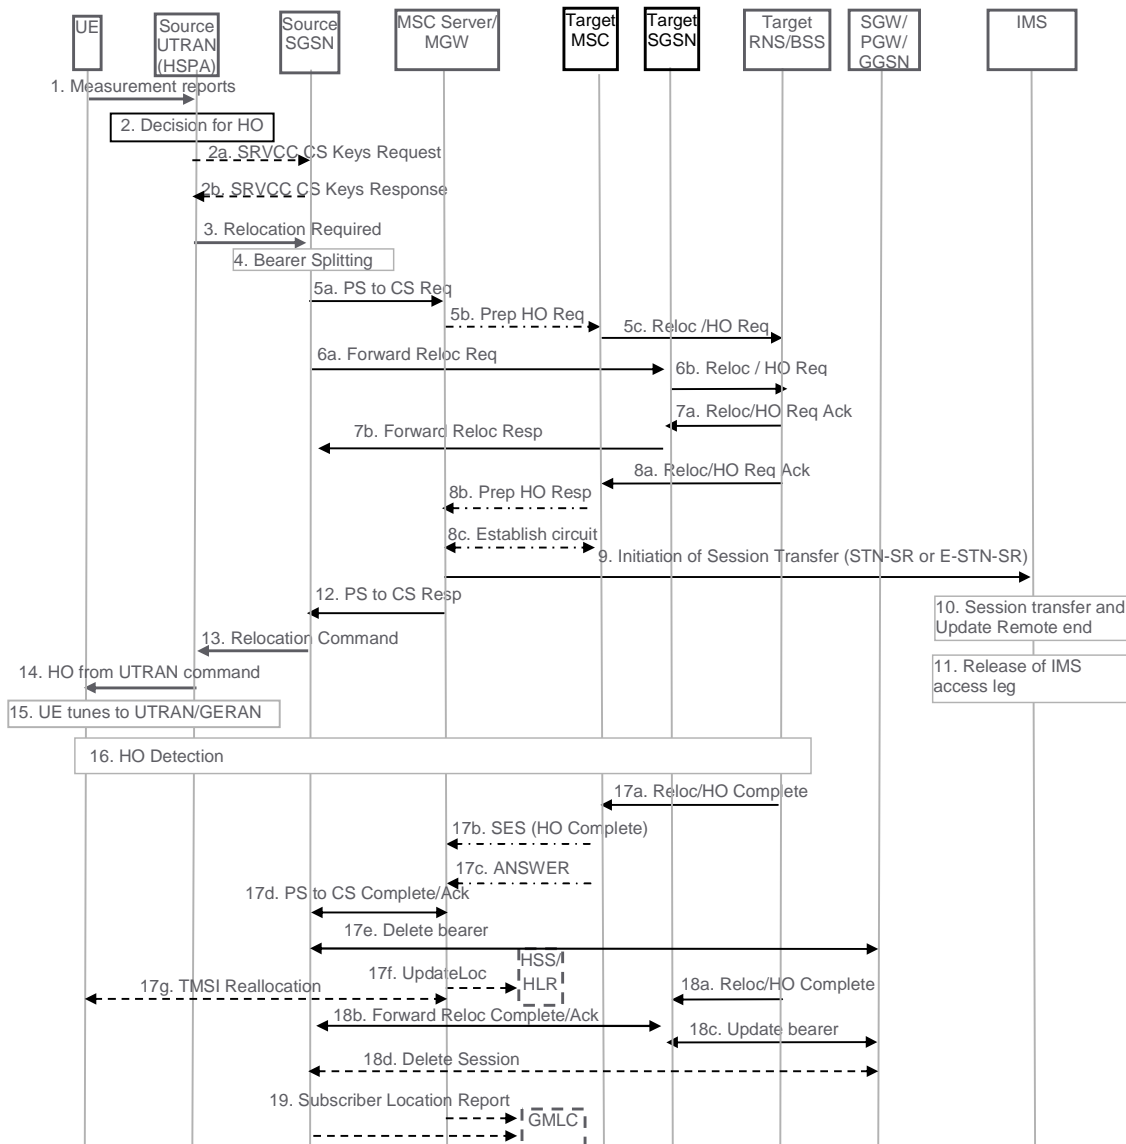 UE
Source
UTRAN
(HSPA)
Source
SGSN
MSC Server/
MGW
Target
MSC
Target
SGSN
Target
RNS/BSS
SGW/
PGW/
GGSN
IMS
1. Measurement reports
2. Decision for HO
2a. SRVCC CS Keys Request
2b. SRVCC CS Keys Response
3. Relocation Required
4. Bearer Splitting
5a. PS to CS Req
5b. Prep HO Req
5c. Reloc /HO Req
6a. Forward Reloc Req
6b. Reloc / HO Req
7a. Reloc/HO Req Ack
7b. Forward Reloc Resp
8a. Reloc/HO Req Ack
8b. Prep HO Resp
8c. Establish circuit
9. Initiation of Session Transfer (STN-SR or E-STN-SR)
12. PS to CS Resp
10. Session transfer and
Update Remote end
13. Relocation Command
11. Release of IMS
access leg
14. HO from UTRAN command
15. UE tunes to UTRAN/GERAN
16. HO Detection
17a. Reloc/HO Complete
17b. SES (HO Complete)
17c. ANSWER
17d. PS to CS Complete/Ack
17e. Delete bearer
HSS/
HLR
17f. UpdateLoc
17g. TMSI Reallocation
18a. Reloc/HO Complete
18b. Forward Reloc Complete/Ack
18c. Update bearer
18d. Delete Session
19. Subscriber Location Report
GMLC